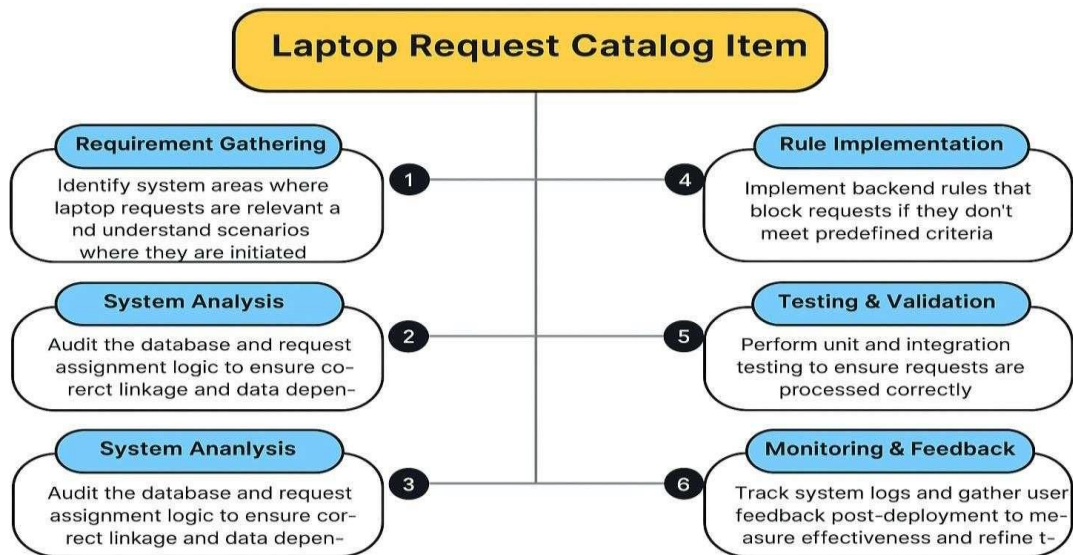 Laptop Request Catalog Item
Requirement Gathering
Identify system areas where
laptop requests are relevant a
nd understand scenarios
where they are initiated
1
System Analysis
Audit the database and request
assignment logic to ensure co-
rerct linkage and data depen-
2
System Ananlysis
Audit the database and request
assignment logic to ensure cor-
rect linkage and data depen-
3
Rule Implementation
Implement backend rules that
block requests if they don't
meet predefined criteria
4
Testing & Validation
Perform unit and integration
testing to ensure requests are
processed correctly
5
Monitoring & Feedback
Track system logs and gather user
feedback post-deployment to me-
asure effectiveness and refine t-
6